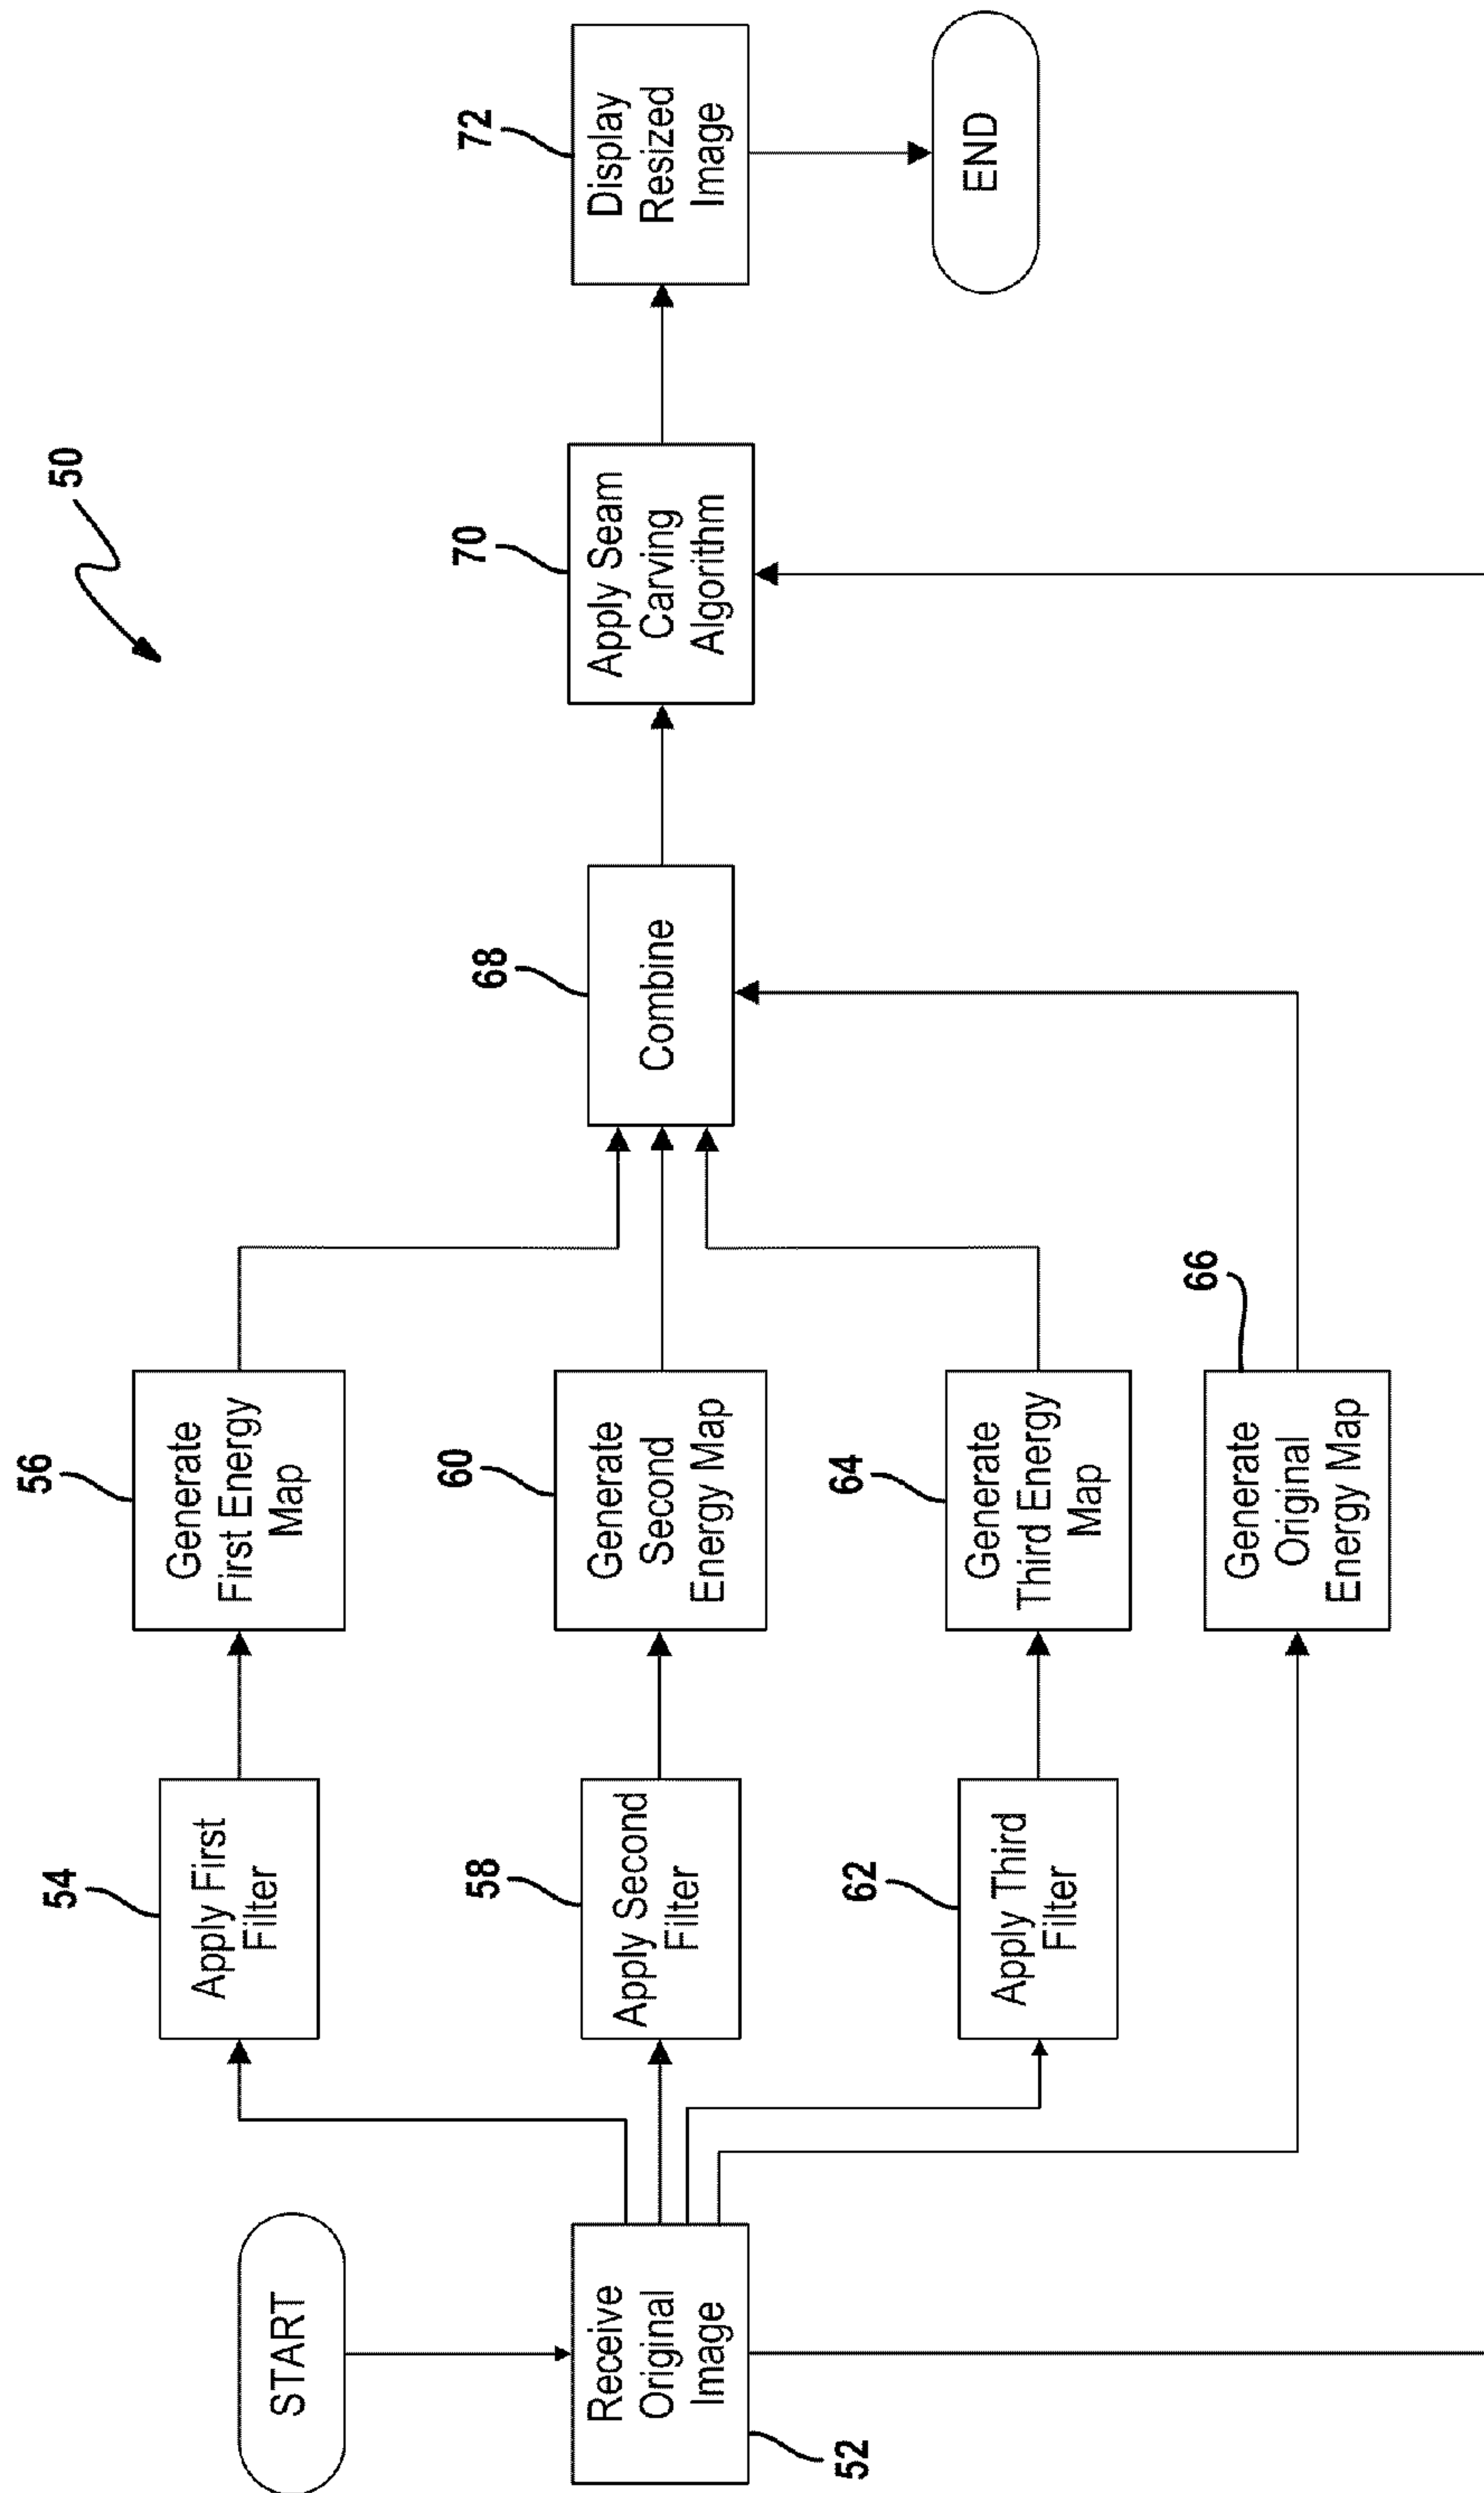 50
START
Receive
Original
Image
52
54
Apply First
Filter
56
Generate
First Energy
Map
58
Apply Second
Filter
60
Generate
Second
Energy Map
62
Apply Third
Filter
64
Generate
Third Energy
Map
66
Generate
Original
Energy Map
68
Combine
70
Apply Seam
Carving
Algorithm
72
Display
Resized
Image
END